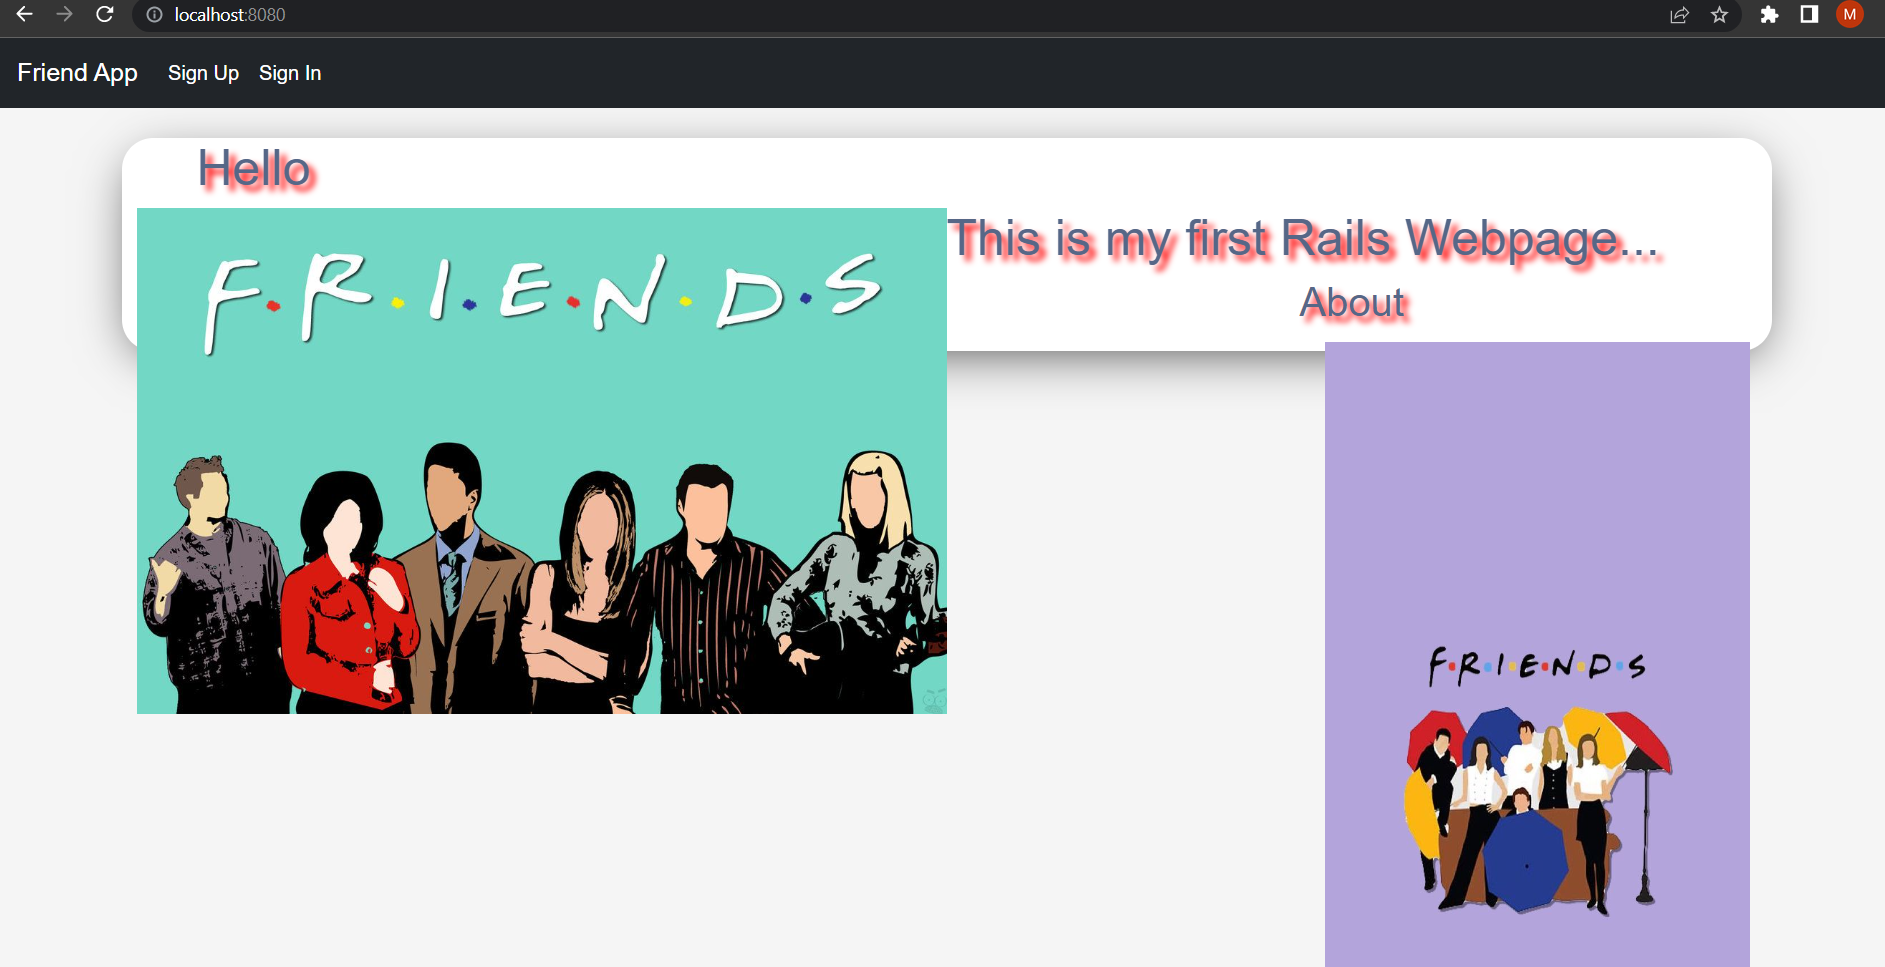 localhost:8080
M
Friend App Sign Up Sign In
Hello
F.R.I.E.N.D.S
This is my first Rails Webpage...
About
F.R.I.E.N.D.S